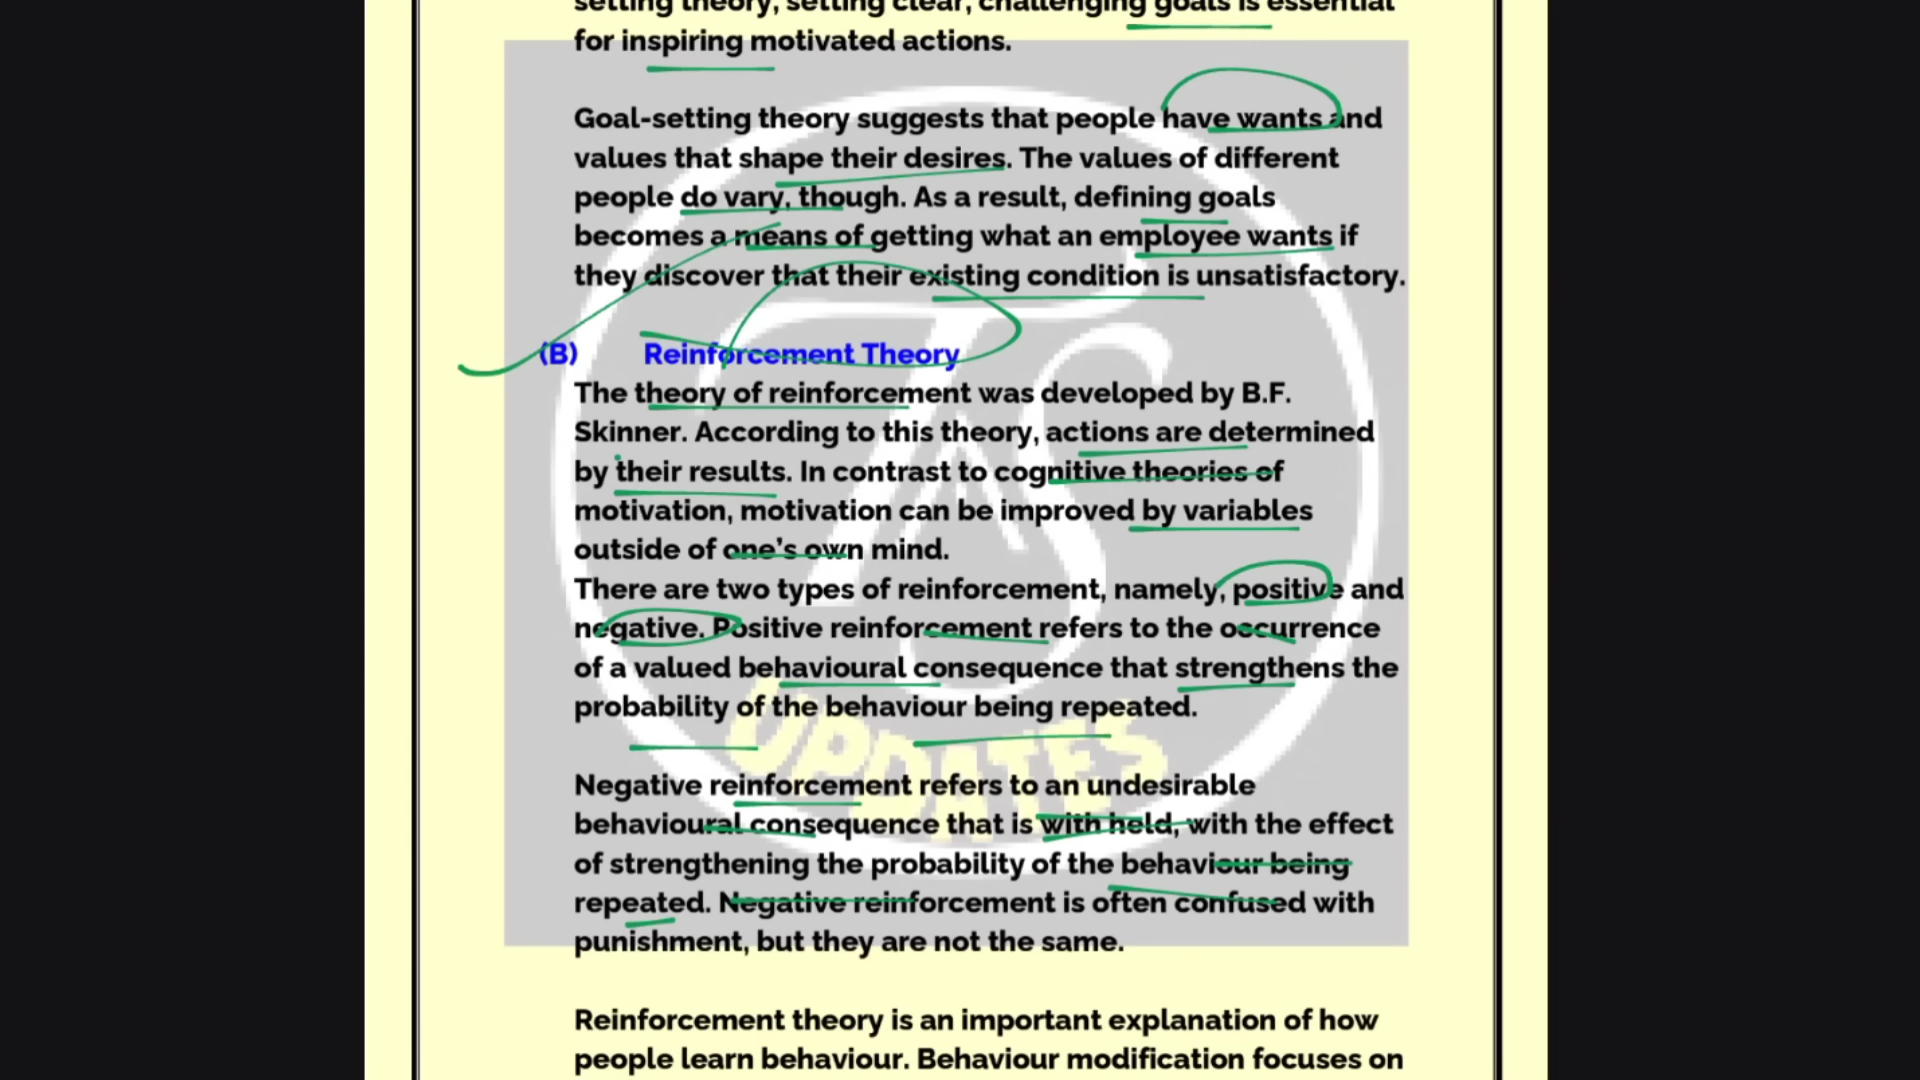 setting theory, setting clear, challenging goals is essential
for inspiring motivated actions.
Goal-setting theory suggests that people have wants and
values that shape their desires. The values of different
people do vary, though. As a result, defining goals
becomes a means of getting what an employee wants if
they discover that their existing condition is unsatisfactory.
(B) Reinforcement Theory
The theory of reinforcement was developed by B.F.
Skinner. According to this theory, actions are determined
by their results. In contrast to cognitive theories of
motivation, motivation can be improved by variables
outside of one's own mind.
There are two types of reinforcement, namely, positive and
negative. Positive reinforcement refers to the occurrence
of a valued behavioural consequence that strengthens the
probability of the behaviour being repeated.
UPDATES
Negative reinforcement refers to an undesirable
behavioural consequence that is with held, with the effect
of strengthening the probability of the behaviour being
repeated. Negative reinforcement is often confused with
punishment, but they are not the same.
Reinforcement theory is an important explanation of how
people learn behaviour. Behaviour modification focuses on